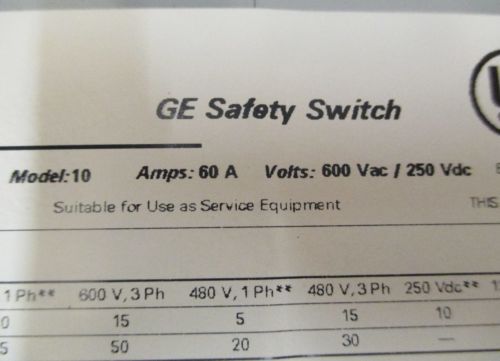 GE Safety Switch
Model:10 Amps: 60 A Volts: 600 Vac / 250 Vdc
Suitable for Use as Service Equipment THIS
1 Ph** 600 V, 3 Ph 480 V, 1 Ph** 480 V, 3 Ph 250 Vdc**
0 15 5 15 10
5 50 20 30 —